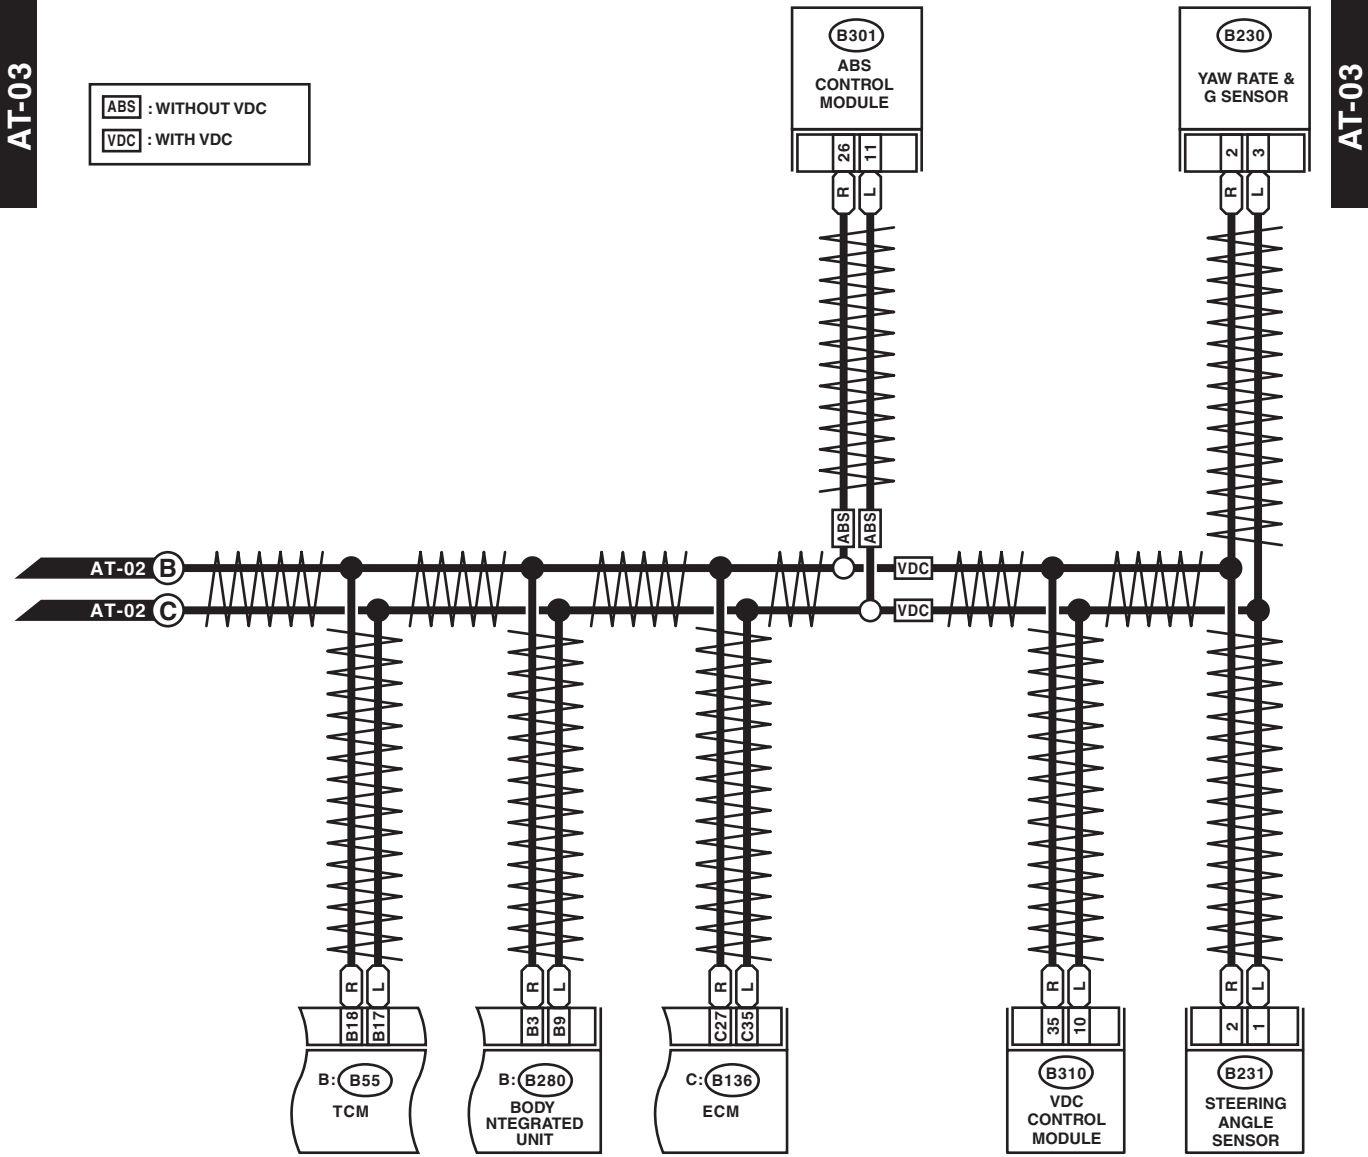 AT-03
AT-03
ABS : WITHOUT VDC
VDC : WITH VDC
B301
ABS
CONTROL
MODULE
26 11
R L
B230
YAW RATE &
G SENSOR
2 3
R L
ABS ABS
AT-02 B
VDC
AT-02 C
VDC
R L
B18 B17
B: B55
TCM
R L
B3 B9
B: B280
BODY
NTEGRATED
UNIT
R L
C27 C35
C: B136
ECM
R L
35 10
B310
VDC
CONTROL
MODULE
R L
2 1
B231
STEERING
ANGLE
SENSOR